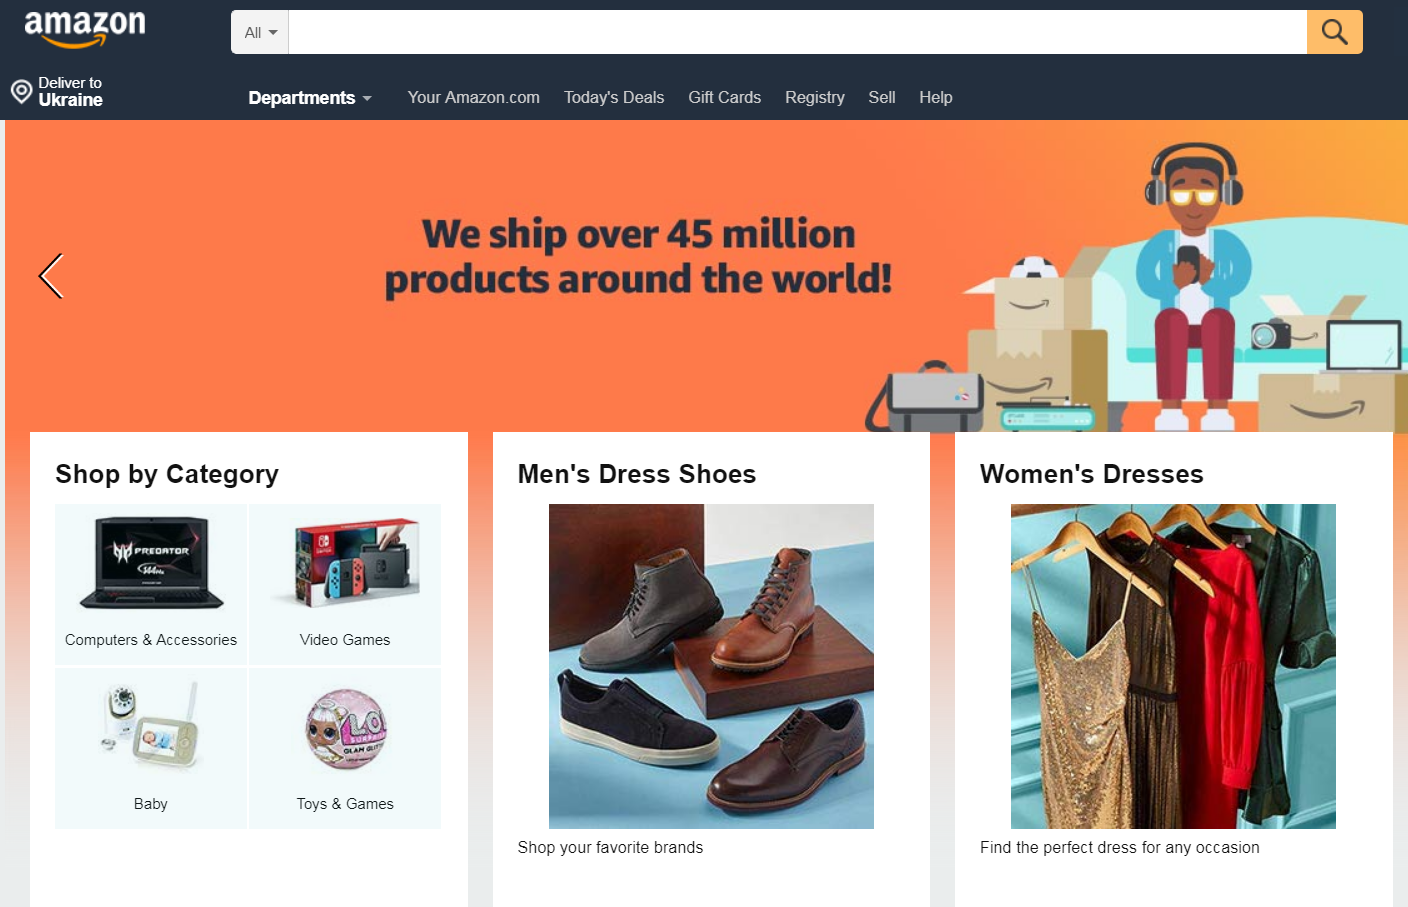 amazon
All
Deliver to
Ukraine
Departments
Your Amazon.com
Today's Deals
Gift Cards
Registry
Sell
Help
We ship over 45 million
products around the world!
Shop by Category
PREDATOR
Computers & Accessories
Video Games
Baby
LOL
SURPRISE
Toys & Games
Men's Dress Shoes
Shop your favorite brands
Women's Dresses
Find the perfect dress for any occasion